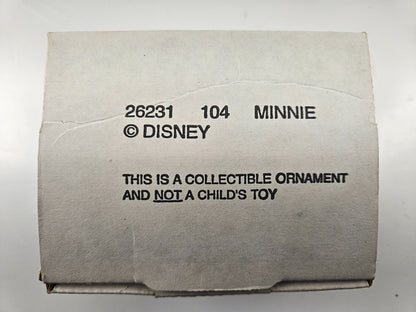 26231 104 MINNIE
© DISNEY
THIS IS A COLLECTIBLE ORNAMENT
AND NOT A CHILD'S TOY